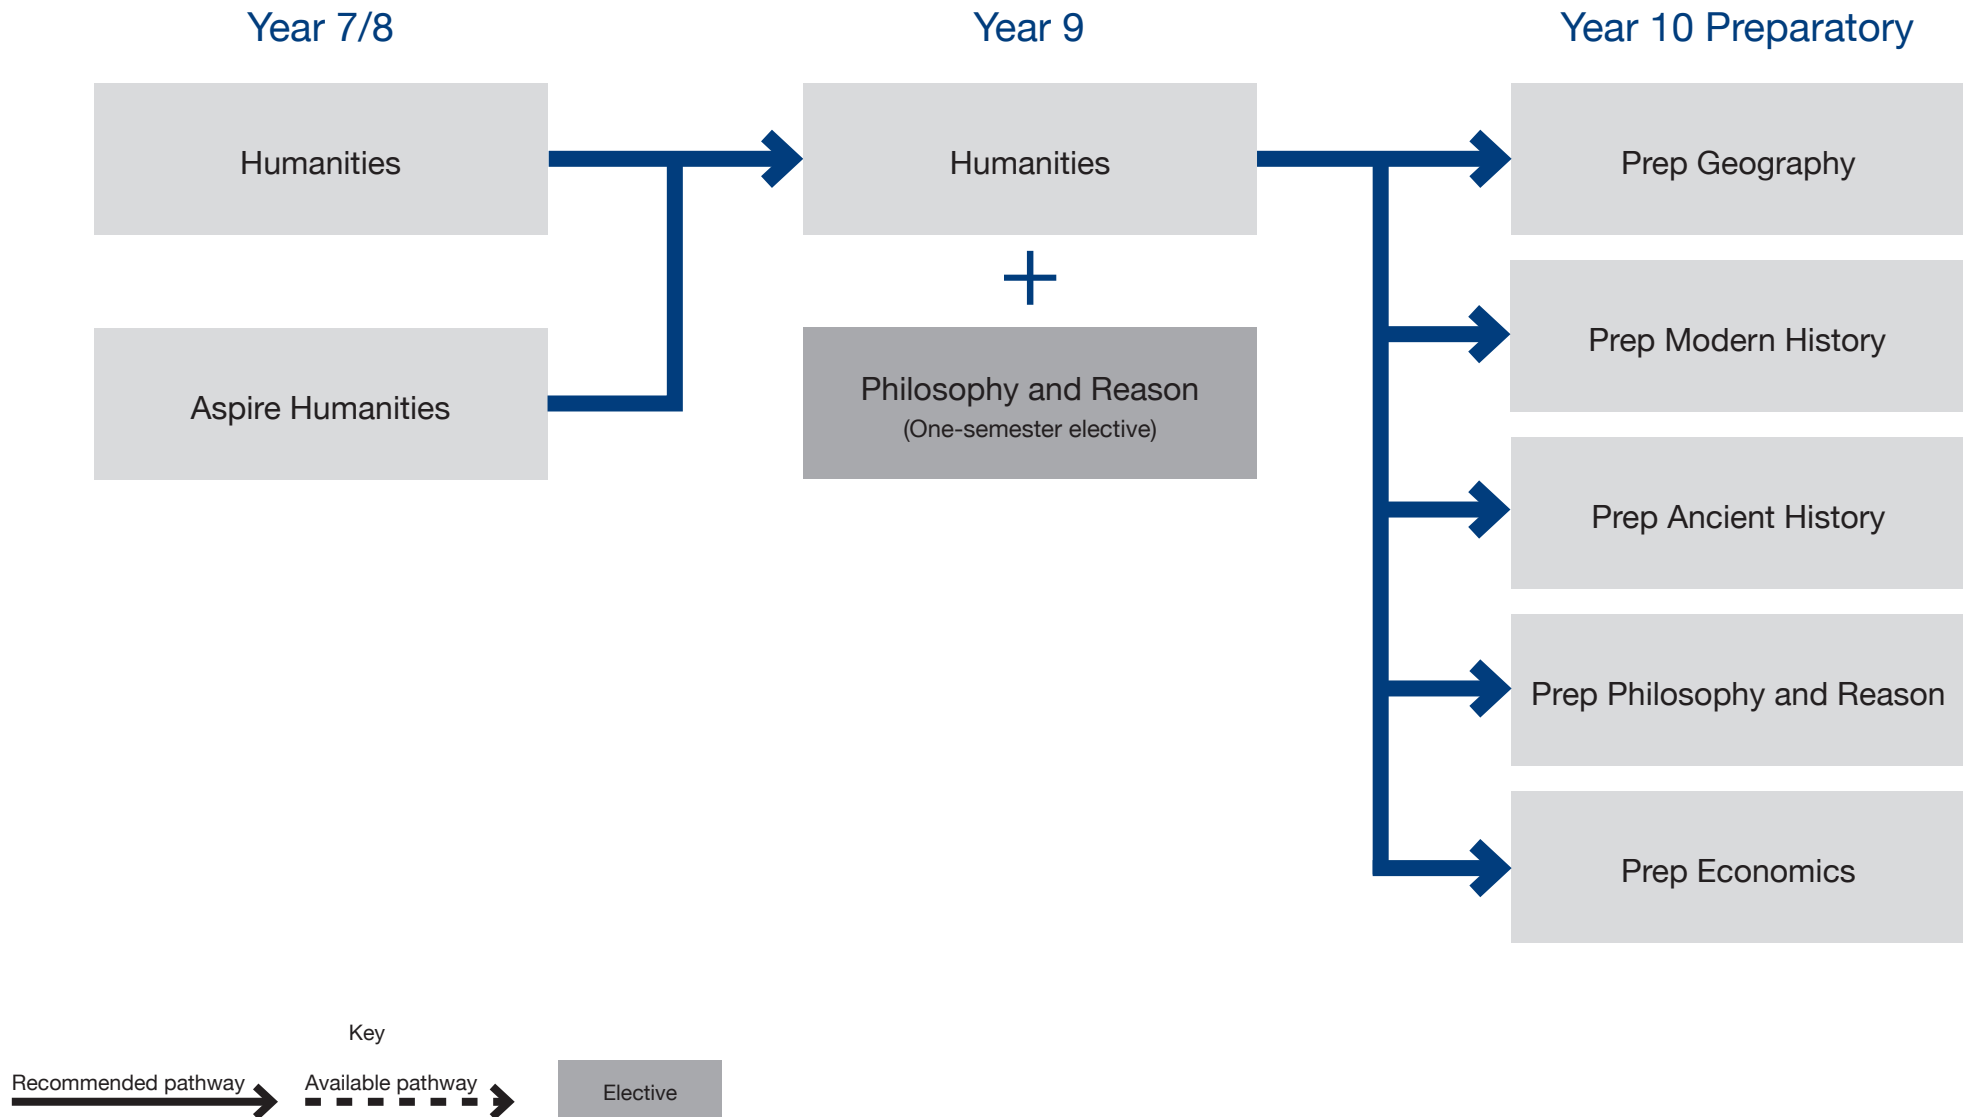 Year 7/8
Year 9
Year 10 Preparatory
Humanities
Humanities
Prep Geography
Prep Modern History
Aspire Humanities
Philosophy and Reason
(One-semester elective)
Prep Ancient History
Prep Philosophy and Reason
Prep Economics
Key
Recommended pathway
Available pathway
Elective